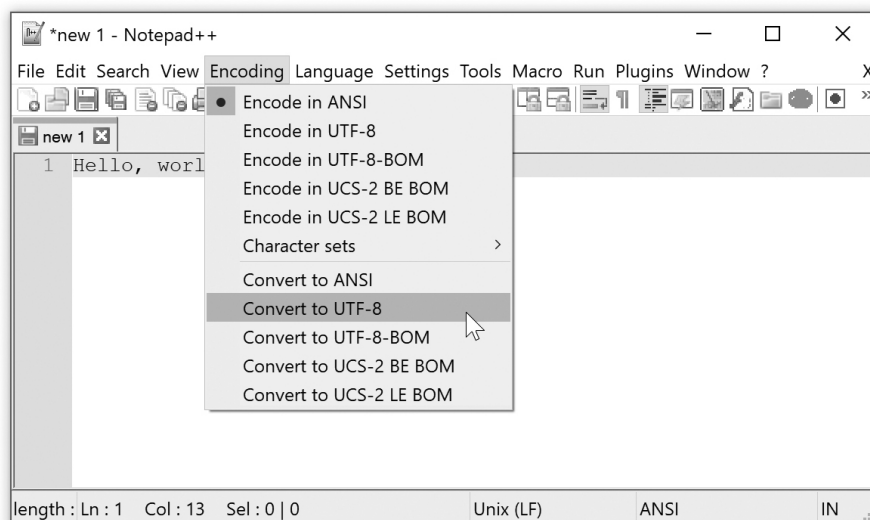 *new 1 - Notepad++
File Edit Search View Encoding Language Settings Tools Macro Run Plugins Window ? X
new 1
1 Hello, worl
Encode in ANSI
Encode in UTF-8
Encode in UTF-8-BOM
Encode in UCS-2 BE BOM
Encode in UCS-2 LE BOM
Character sets
Convert to ANSI
Convert to UTF-8
Convert to UTF-8-BOM
Convert to UCS-2 BE BOM
Convert to UCS-2 LE BOM
length : Ln : 1 Col : 13 Sel : 0 | 0 Unix (LF) ANSI IN